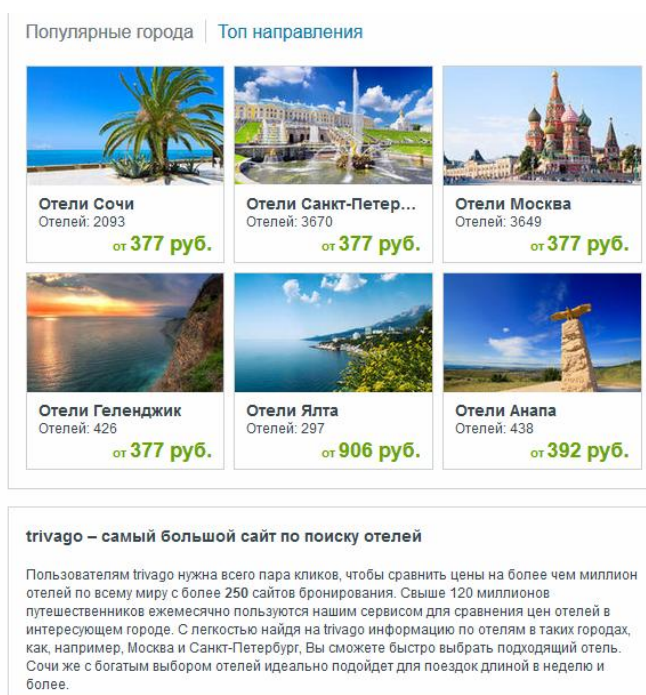 Популярные города Топ направления
Отели Сочи
Отелей: 2093
от 377 руб.
Отели Санкт-Петер...
Отелей: 3670
от 377 руб.
Отели Москва
Отелей: 3649
от 377 руб.
Отели Геленджик
Отелей: 426
от 377 руб.
Отели Ялта
Отелей: 297
от 906 руб.
Отели Анапа
Отелей: 438
от 392 руб.
trivago – самый большой сайт по поиску отелей
Пользователям trivago нужна всего пара кликов, чтобы сравнить цены на более чем миллион
отелей по всему миру с более 250 сайтов бронирования. Свыше 120 миллионов
путешественников ежемесячно пользуются нашим сервисом для сравнения цен отелей в
интересующем городе. С легкостью найдя на trivago информацию по отелям в таких городах,
как, например, Москва и Санкт-Петербург, Вы сможете быстро выбрать подходящий отель.
Сочи же с богатым выбором отелей идеально подойдет для поездок длиной в неделю и
более.